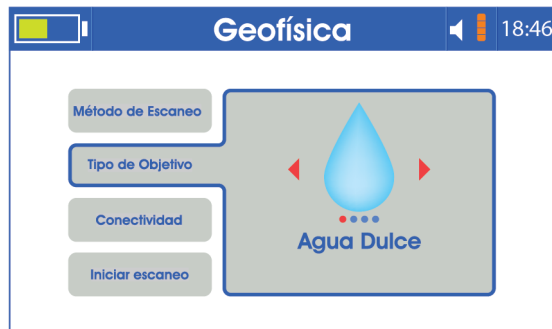 Geofísica
18:46
Método de Escaneo
Tipo de Objetivo
Conectividad
Iniciar escaneo
Agua Dulce